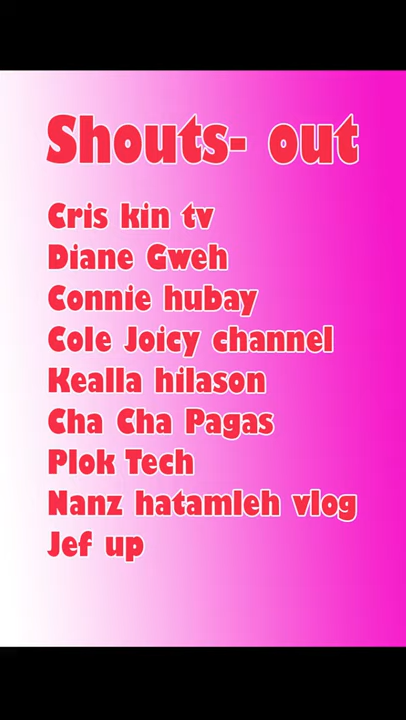 Shouts- out
Cris kin tv
Diane Gweh
Connie hubay
Cole Joicy channel
Kealla hilason
Cha Cha Pagas
Plok Tech
Nanz hatamleh vlog
Jef up